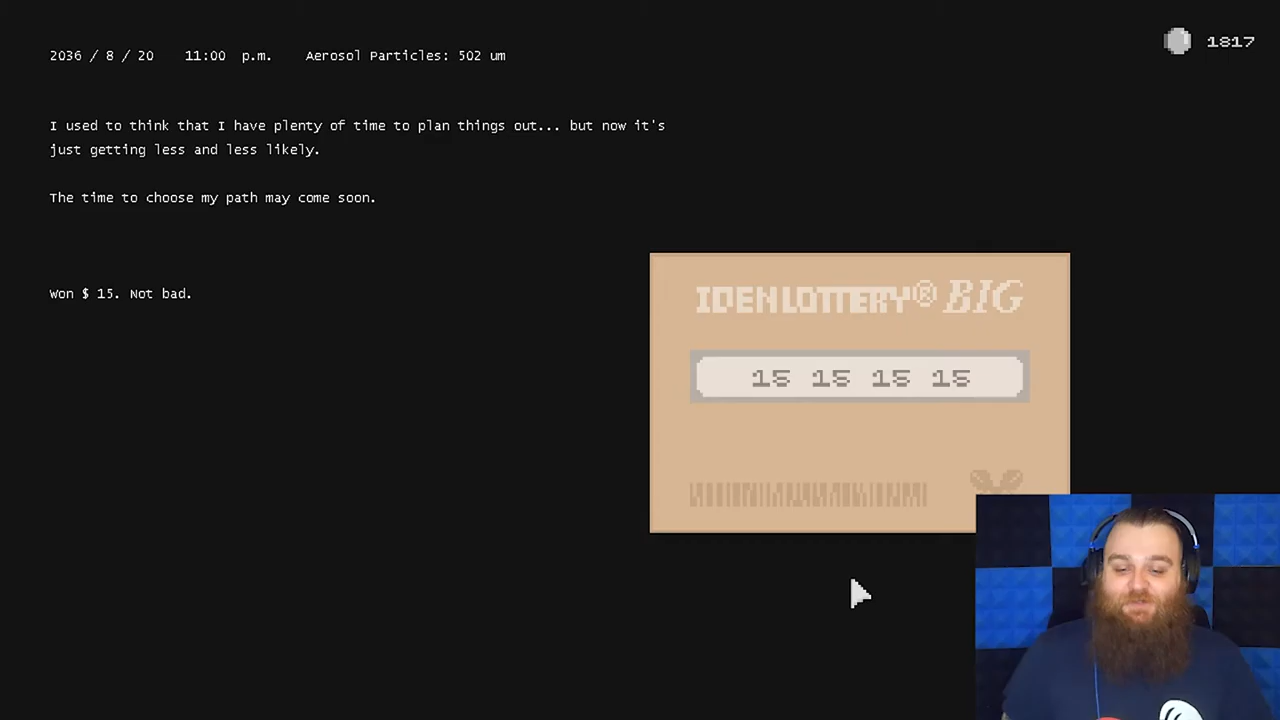 2036 / 8 / 20 11:00 p.m. Aerosol Particles: 502 um
1817
I used to think that I have plenty of time to plan things out... but now it's
just getting less and less likely.
The time to choose my path may come soon.
Won $ 15. Not bad.
IDEN LOTTERY® BIG
15 15 15 15